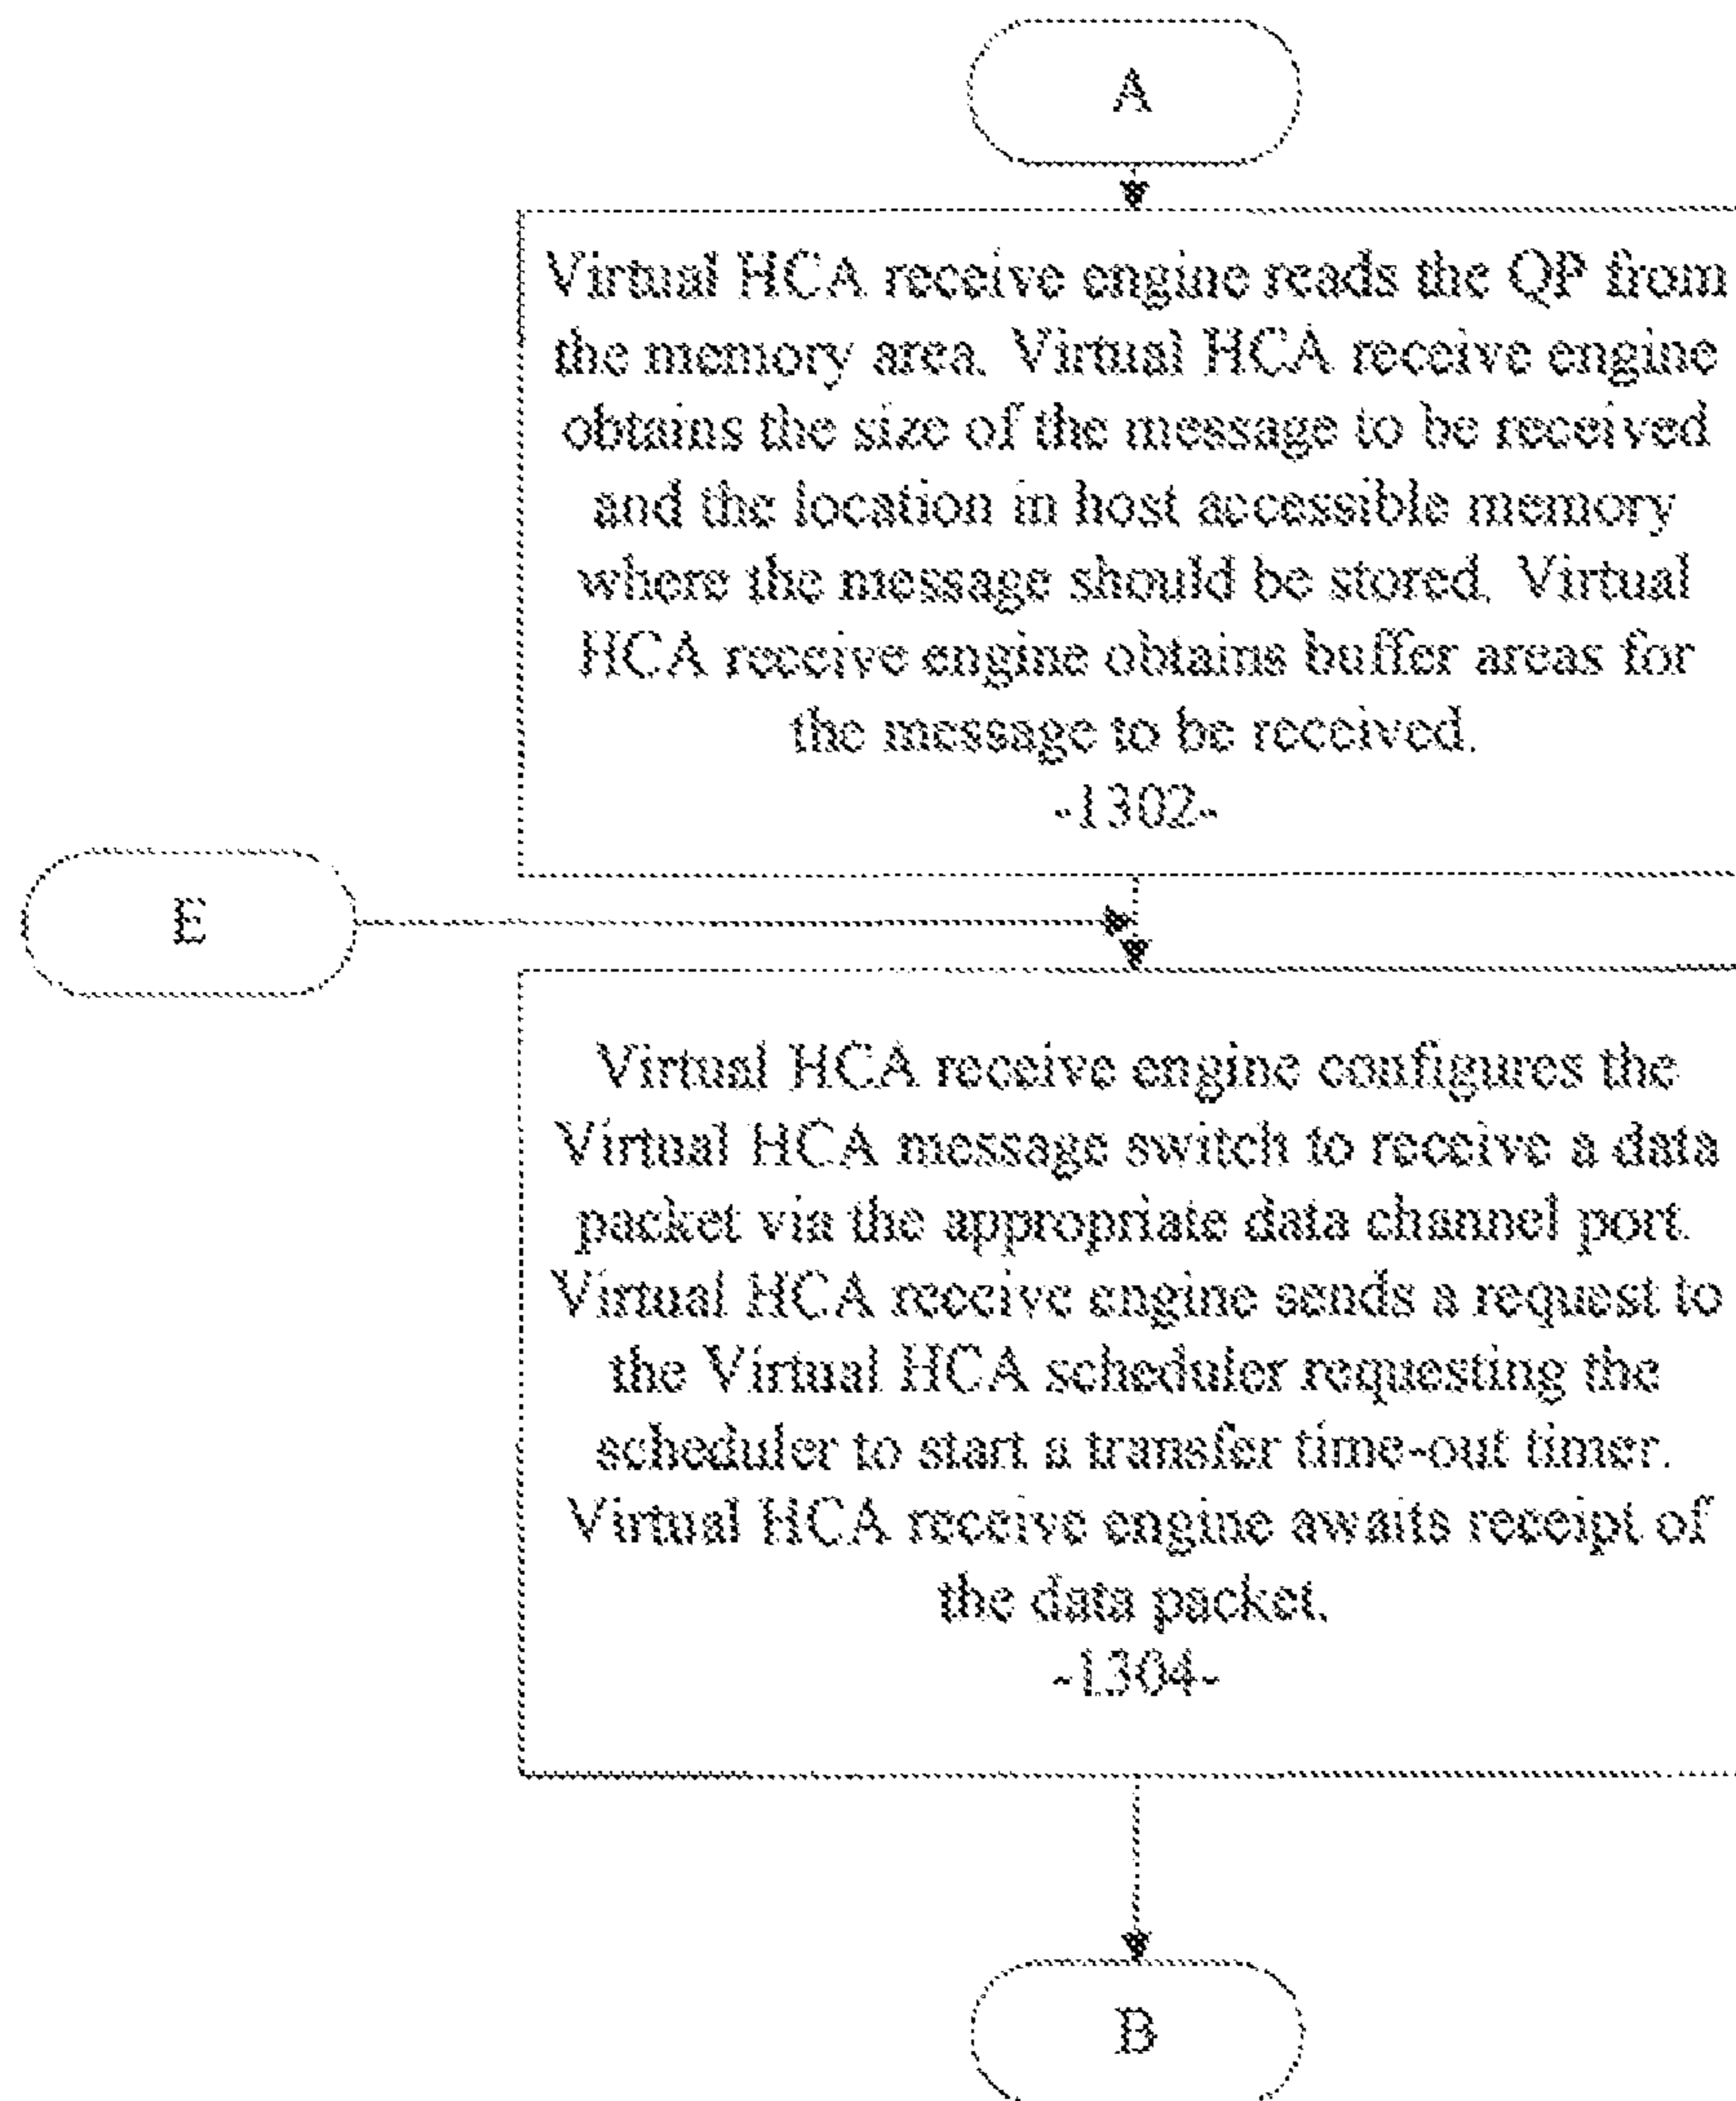 A
Virtual HCA receive engine reads the QP from
the memory area. Virtual HCA receive engine
obtains the size of the message to be received
and the location in host accessible memory
where the message should be stored. Virtual
HCA receive engine obtains buffer areas for
the message to be received.
-1302-
E
Virtual HCA receive engine configures the
Virtual HCA message switch to receive a data
packet via the appropriate data channel port.
Virtual HCA receive engine sends a request to
the Virtual HCA scheduler requesting the
scheduler to start a transfer time-out timer.
Virtual HCA receive engine awaits receipt of
the data packet.
-1304-
B